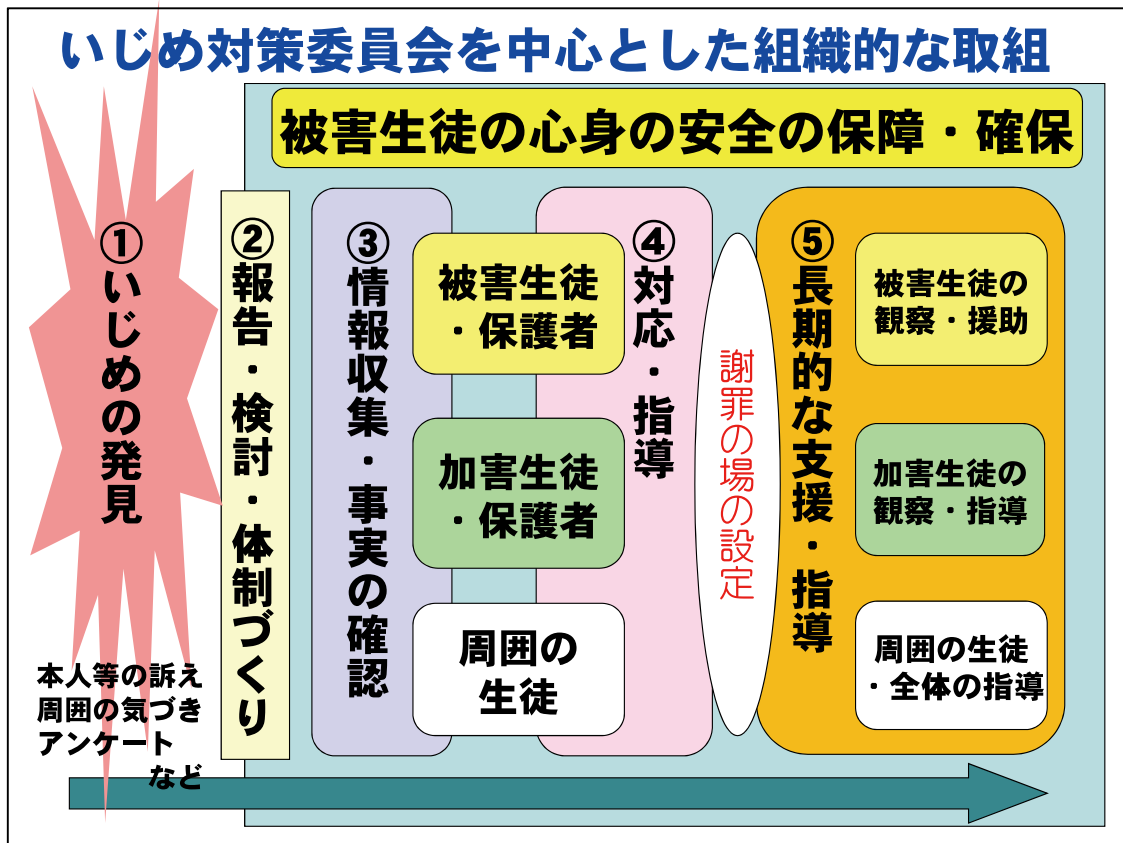 いじめ対策委員会を中心とした組織的な取組
被害生徒の心身の安全の保障・確保
①いじめの発見
本人等の訴え
周囲の気づき
アンケート
など
②報告・検討・体制づくり
③情報収集・事実の確認
被害生徒
・保護者
加害生徒
・保護者
周囲の
生徒
④対応・指導
謝罪の場の設定
⑤長期的な支援・指導
被害生徒の
観察・援助
加害生徒の
観察・指導
周囲の生徒
・全体の指導